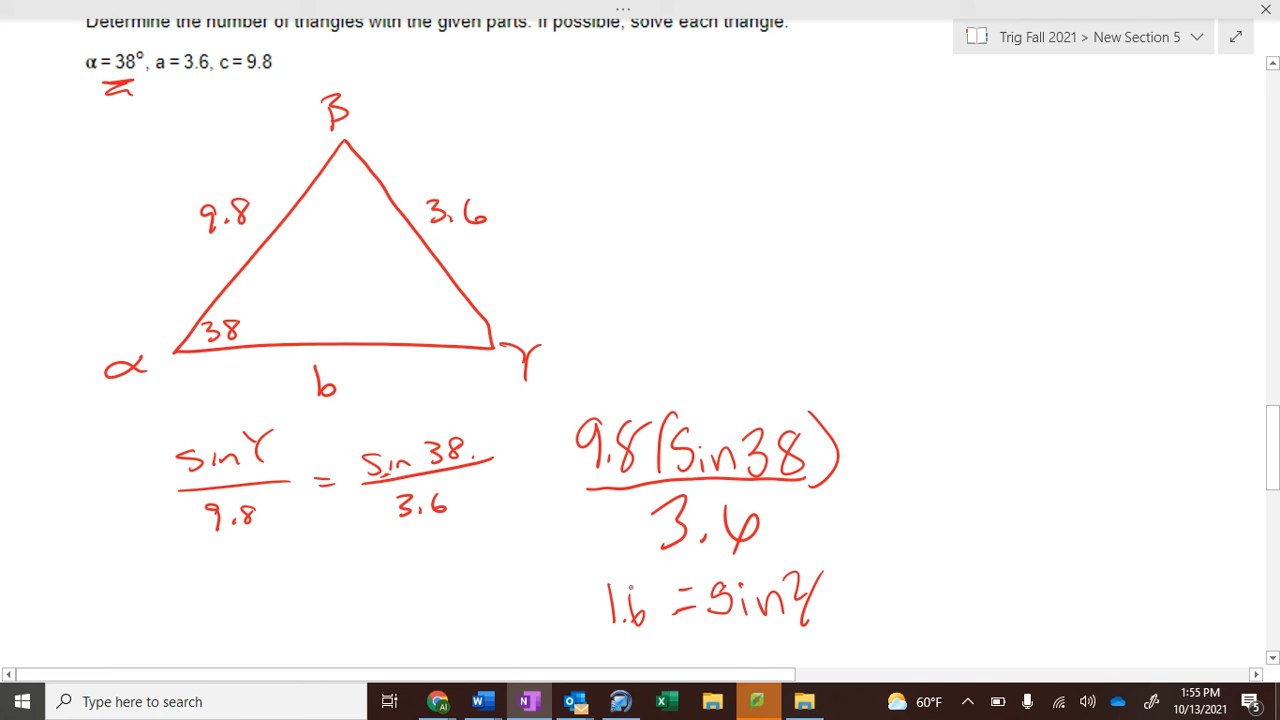 ...
Determine the number of triangles with the given parts. If possible, solve each triangle.
Trig Fall 2021 > New Section 5
α = 38°, a = 3.6, c = 9.8
β
9.8
3.6
38
α
γ
b
sin γ / 9.8 = sin 38 / 3.6
9.8(sin 38) / 3.6
1.6 = sin γ
Type here to search
60°F
1:55 PM
10/13/2021
5